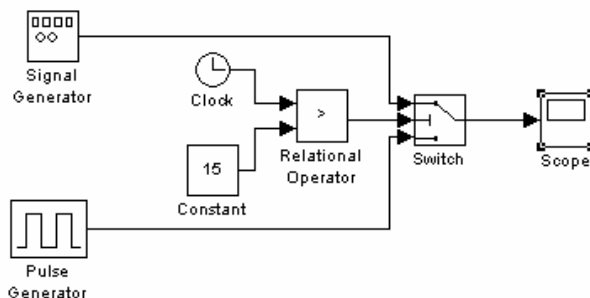 Signal
Generator
Clock
>
Relational
Operator
15
Constant
Switch
Scope
Pulse
Generator